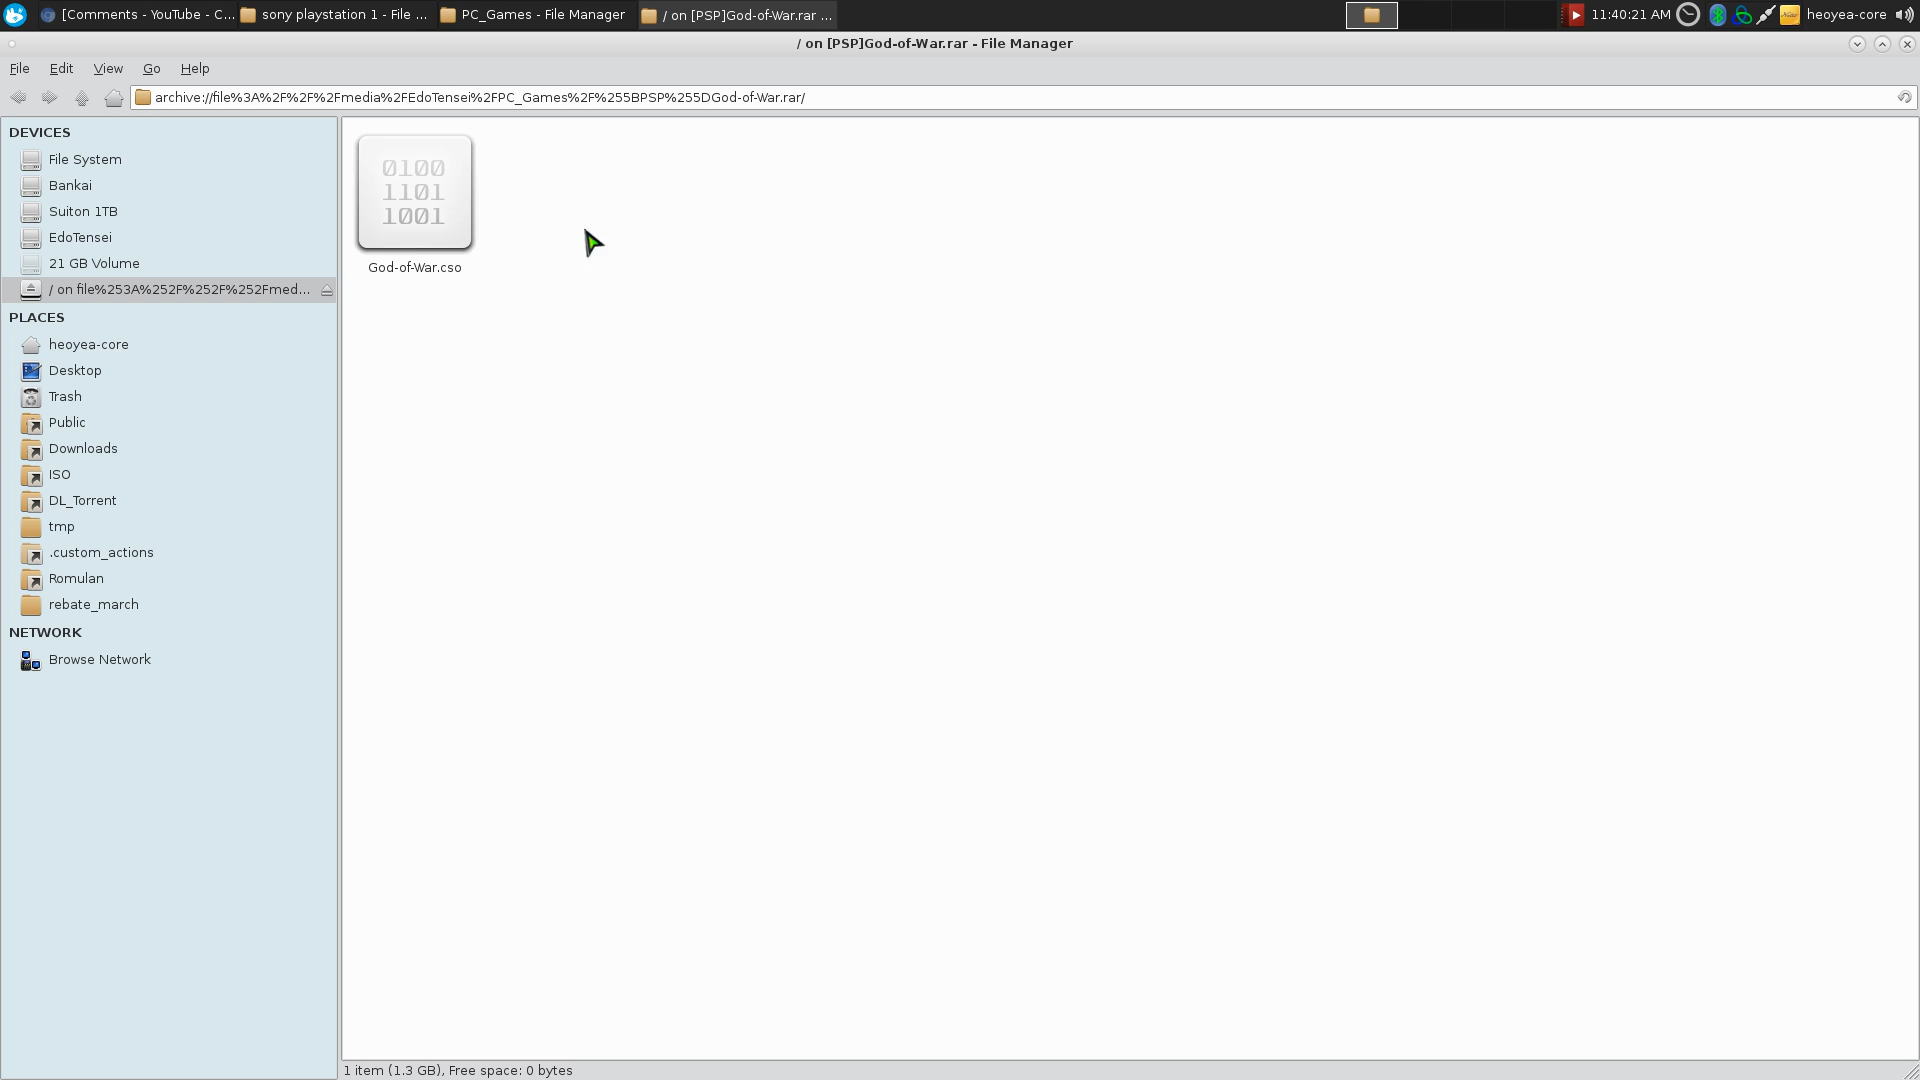 [Comments - YouTube - C... sony playstation 1 - File ... PC_Games - File Manager / on [PSP]God-of-War.rar ... 11:40:21 AM heoyea-core
/ on [PSP]God-of-War.rar - File Manager
File Edit View Go Help
archive://file%3A%2F%2F%2Fmedia%2FEdoTensei%2FPC_Games%2F%255BPSP%255DGod-of-War.rar/
DEVICES
File System
Bankai
Suiton 1TB
EdoTensei
21 GB Volume
/ on file%253A%252F%252F%252Fmed...
PLACES
heoyea-core
Desktop
Trash
Public
Downloads
ISO
DL_Torrent
tmp
.custom_actions
Romulan
rebate_march
NETWORK
Browse Network
0100
1101
1001
God-of-War.cso
1 item (1.3 GB), Free space: 0 bytes